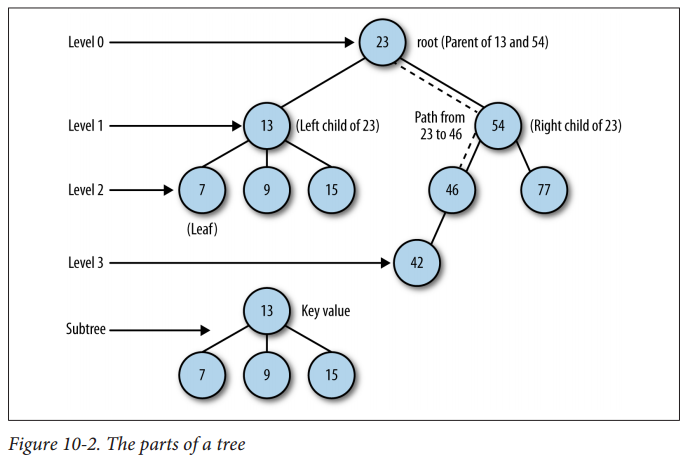 Level 0
23
root (Parent of 13 and 54)
Level 1
13
(Left child of 23)
Path from
23 to 46
54
(Right child of 23)
Level 2
7
9
15
46
77
(Leaf)
Level 3
42
13
Key value
Subtree
7
9
15
Figure 10-2. The parts of a tree